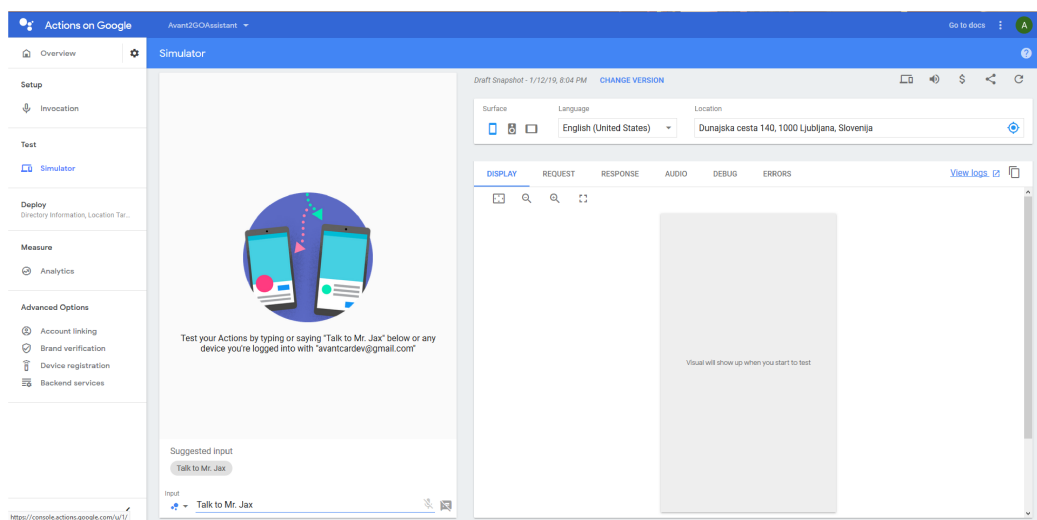 Actions on Google
Avant2GOAssistant
Go to docs
A
Overview
Simulator
Setup
Invocation
Test
Simulator
Deploy
Directory Information, Location Tar...
Measure
Analytics
Advanced Options
Account linking
Brand verification
Device registration
Backend services
https://console.actions.google.com/u/1/
Test your Actions by typing or saying "Talk to Mr. Jax" below or any
device you're logged into with "avantcardev@gmail.com"
Suggested input
Talk to Mr. Jax
Input
Talk to Mr. Jax
Draft Snapshot - 1/12/19, 8:04 PM CHANGE VERSION
Surface Language Location
English (United States) Dunajska cesta 140, 1000 Ljubljana, Slovenija
DISPLAY REQUEST RESPONSE AUDIO DEBUG ERRORS View logs
Visual will show up when you start to test